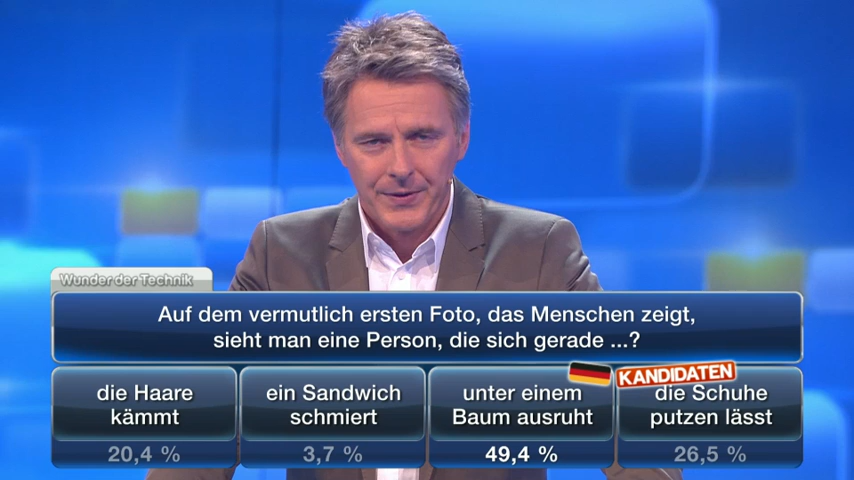 Wunder der Technik
Auf dem vermutlich ersten Foto, das Menschen zeigt,
sieht man eine Person, die sich gerade ...?
KANDIDATEN
die Haare
kämmt
20,4 %
ein Sandwich
schmiert
3,7 %
unter einem
Baum ausruht
49,4 %
die Schuhe
putzen lässt
26,5 %